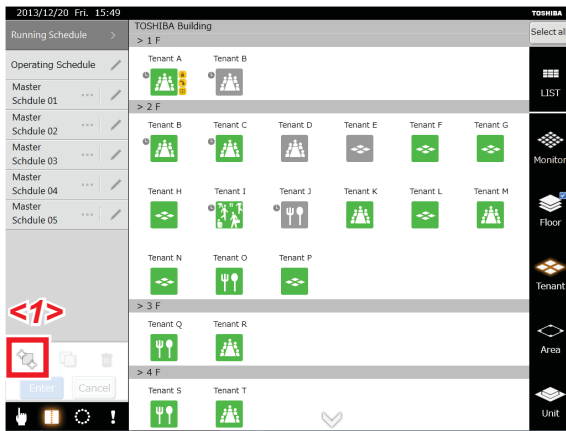 2013/12/20 Fri. 15:49
TOSHIBA
Running Schedule >
TOSHIBA Building
Select all
> 1 F
Operating Schedule
Tenant A Tenant B
Master
Schdule 01 ...
LIST
> 2 F
Master
Schdule 02 ...
Tenant B Tenant C Tenant D Tenant E Tenant F Tenant G
Master
Schdule 03 ...
Monitor
Master
Schdule 04 ...
Tenant H Tenant I Tenant J Tenant K Tenant L Tenant M
Master
Schdule 05 ...
Floor
Tenant N Tenant O Tenant P
Tenant
<1>
> 3 F
Tenant Q Tenant R
Area
> 4 F
Enter Cancel
Tenant S Tenant T
Unit